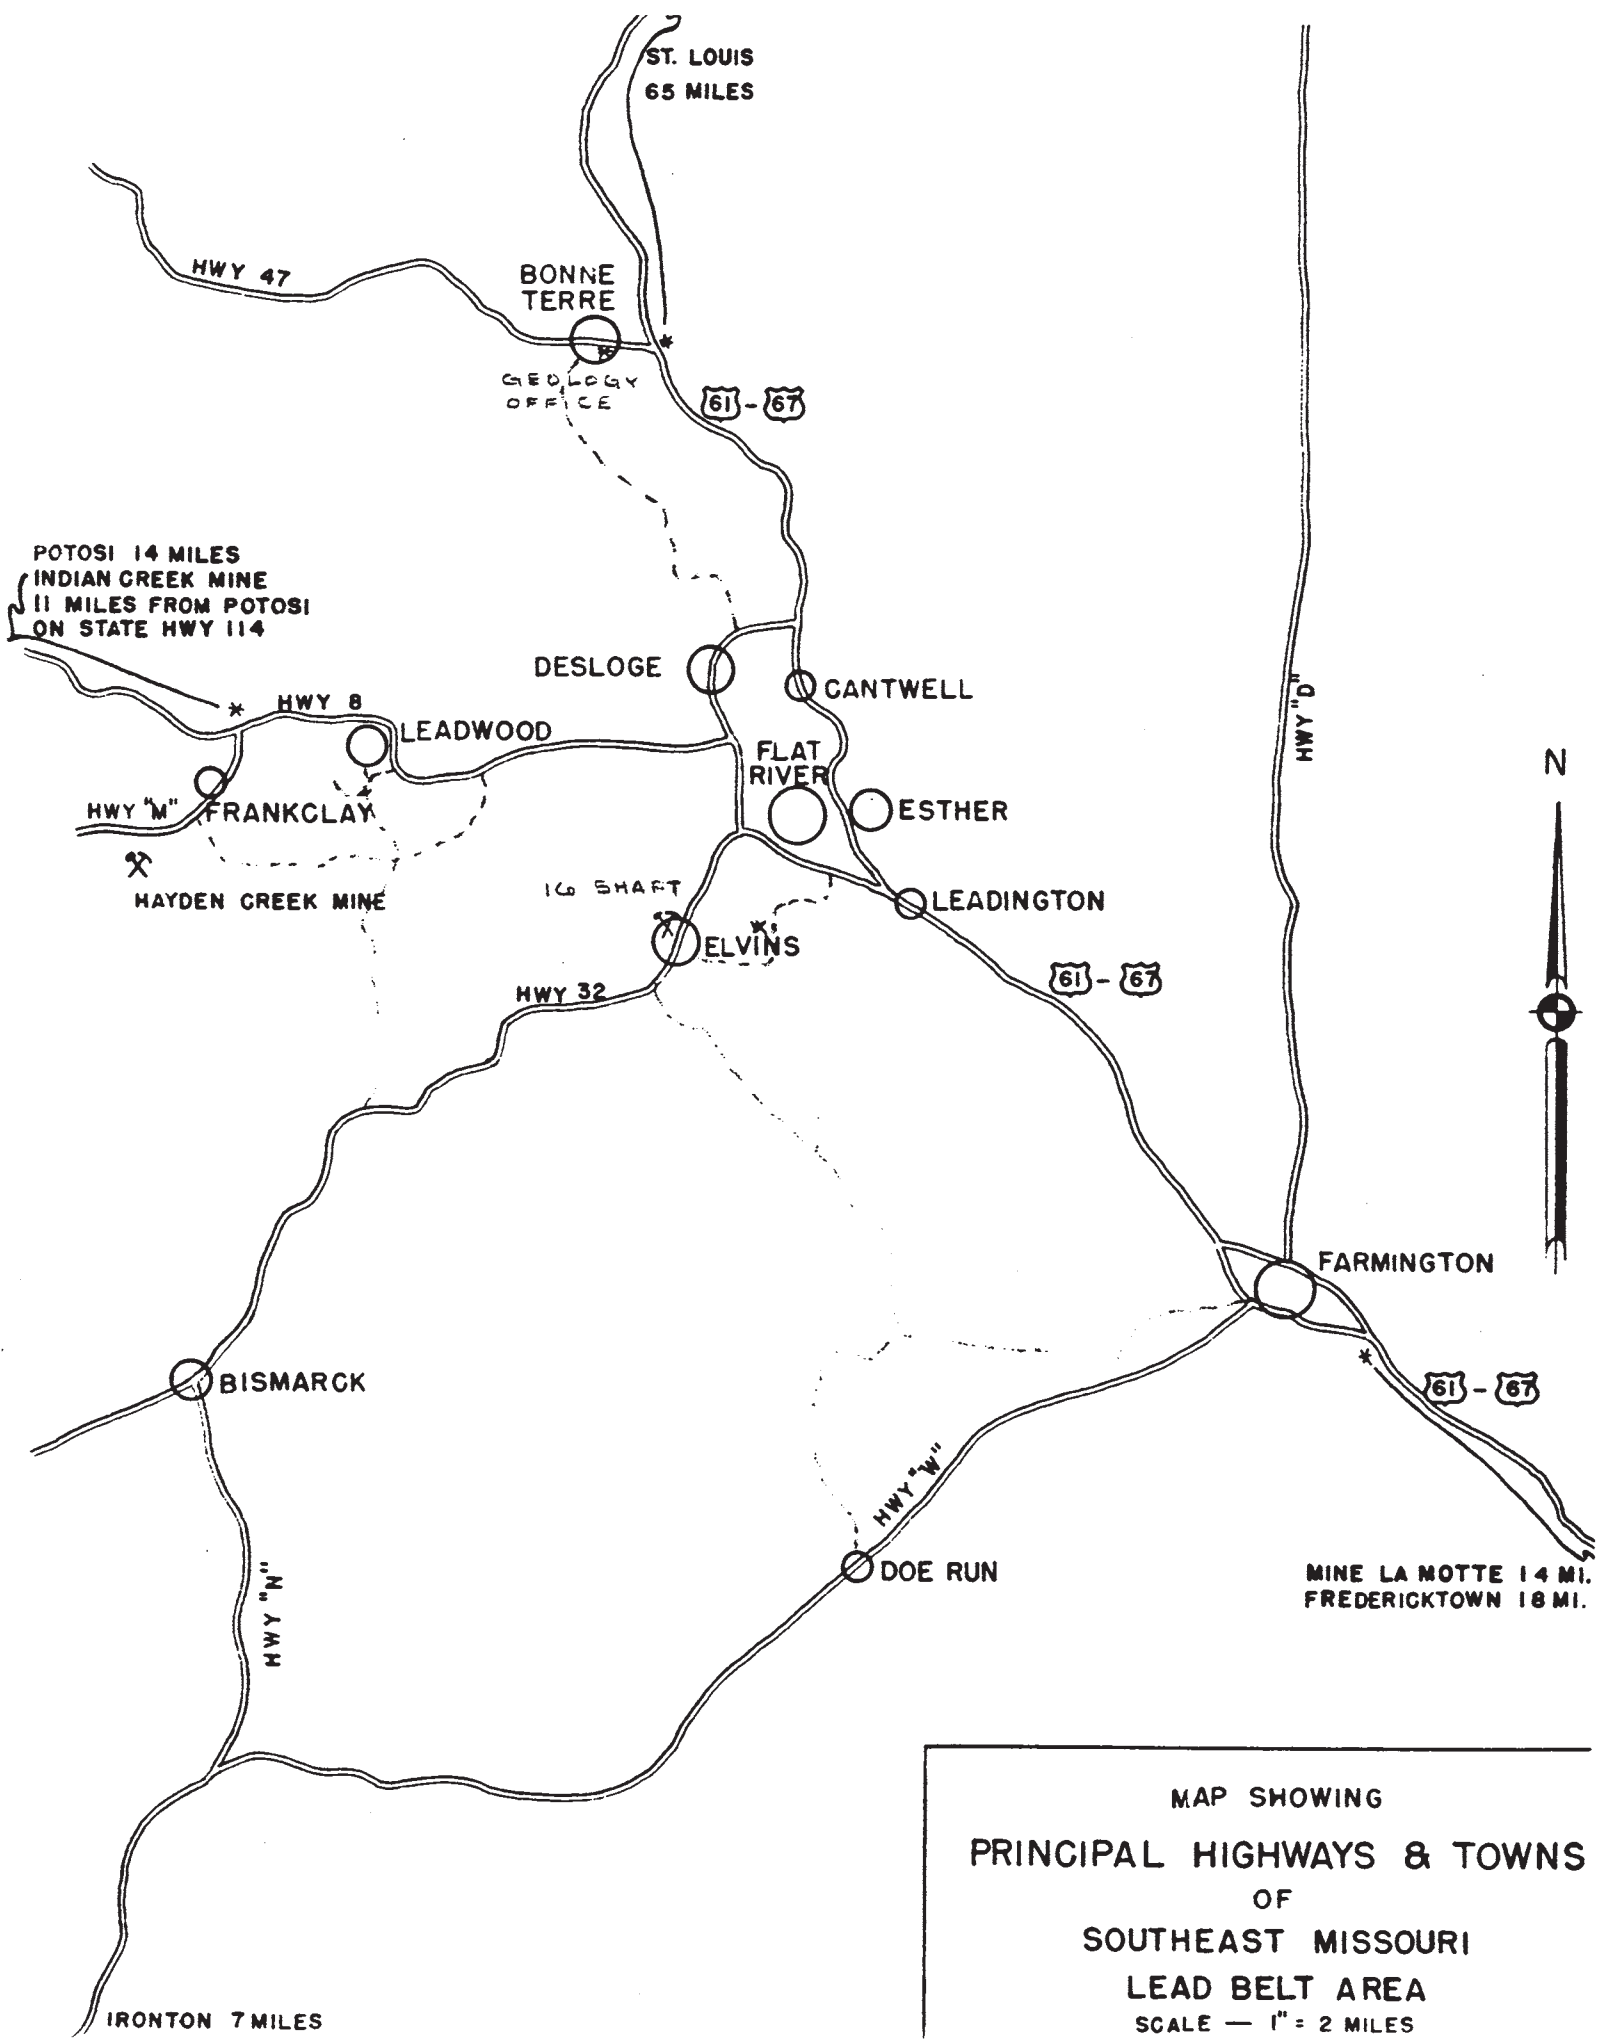 ST. LOUIS
65 MILES
HWY 47
BONNE
TERRE
GEOLOGY
OFFICE
61 - 67
POTOSI 14 MILES
INDIAN CREEK MINE
11 MILES FROM POTOSI
ON STATE HWY 114
DESLOGE
CANTWELL
HWY "D"
HWY 8
LEADWOOD
FLAT
RIVER
N
HWY "M"
FRANKCLAY
ESTHER
HAYDEN CREEK MINE
16 SHAFT
LEADINGTON
ELVINS
61 - 67
HWY 32
FARMINGTON
BISMARCK
61 - 67
HWY "W"
DOE RUN
MINE LA MOTTE 14 MI.
FREDERICKTOWN 18 MI.
HWY "N"
MAP SHOWING
PRINCIPAL HIGHWAYS & TOWNS
OF
SOUTHEAST MISSOURI
LEAD BELT AREA
SCALE — 1" = 2 MILES
IRONTON 7 MILES